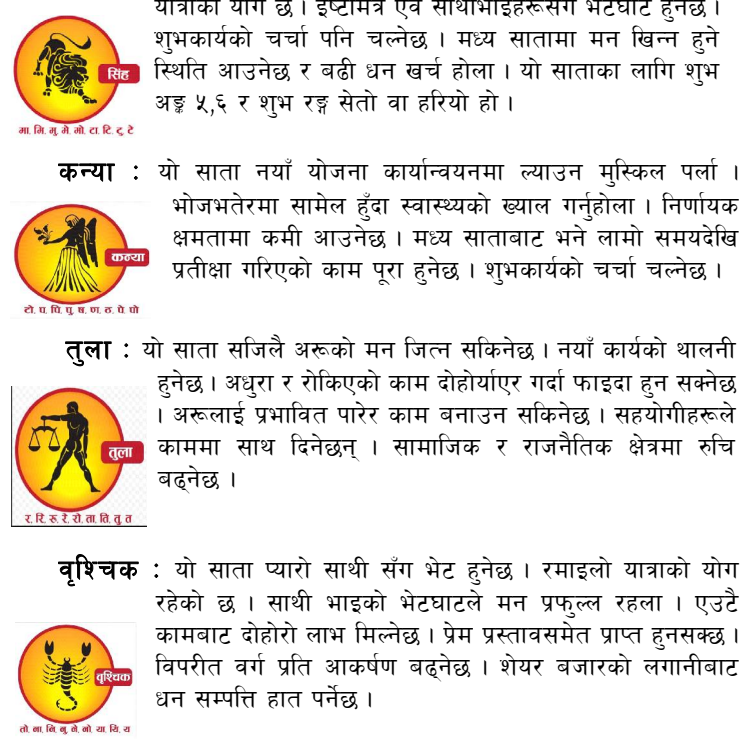 यात्राको योग छ । इष्टमित्र एवं साथीभाइहरूसँग भेटघाट हुनेछ ।
शुभकार्यको चर्चा पनि चल्नेछ । मध्य सातामा मन खिन्न हुने
स्थिति आउनेछ र बढी धन खर्च होला । यो साताका लागि शुभ
अङ्क ५,६ र शुभ रङ्ग सेतो वा हरियो हो ।
सिंह
मा. मि. मु. मे. मो. टा. टि. टु. टे
कन्या : यो साता नयाँ योजना कार्यान्वयनमा ल्याउन मुस्किल पर्ला ।
भोजभतेरमा सामेल हुँदा स्वास्थ्यको ख्याल गर्नुहोला । निर्णायक
क्षमतामा कमी आउनेछ । मध्य साताबाट भने लामो समयदेखि
प्रतीक्षा गरिएको काम पूरा हुनेछ । शुभकार्यको चर्चा चल्नेछ ।
कन्या
टो. प. पि. पु. ष. ण. ठ. पे. पो
तुला : यो साता सजिलै अरूको मन जित्न सकिनेछ । नयाँ कार्यको थालनी
हुनेछ । अधुरा र रोकिएको काम दोहोर्याएर गर्दा फाइदा हुन सक्नेछ
। अरूलाई प्रभावित पारेर काम बनाउन सकिनेछ । सहयोगीहरूले
काममा साथ दिनेछन् । सामाजिक र राजनैतिक क्षेत्रमा रुचि
बढ्नेछ ।
तुला
र. रि. रु. रे. रो. ता. ति. तु. त
वृश्चिक : यो साता प्यारो साथी सँग भेट हुनेछ । रमाइलो यात्राको योग
रहेको छ । साथी भाइको भेटघाटले मन प्रफुल्ल रहला । एउटै
कामबाट दोहोरो लाभ मिल्नेछ । प्रेम प्रस्तावसमेत प्राप्त हुनसक्छ ।
विपरीत वर्ग प्रति आकर्षण बढ्नेछ । शेयर बजारको लगानीबाट
धन सम्पत्ति हात पर्नेछ ।
वृश्चिक
तो. ना. नि. नु. ने. नो. या. यि. य